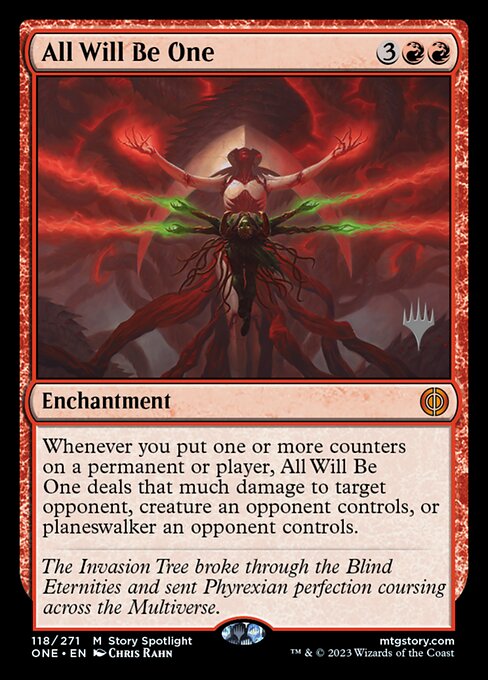 All Will Be One 3
Enchantment
Whenever you put one or more counters
on a permanent or player, All Will Be
One deals that much damage to target
opponent, creature an opponent controls, or
planeswalker an opponent controls.
The Invasion Tree broke through the Blind
Eternities and sent Phyrexian perfection coursing
across the Multiverse.
118/271 M Story Spotlight
ONE • EN Chris Rahn
mtgstory.com
™ & © 2023 Wizards of the Coast